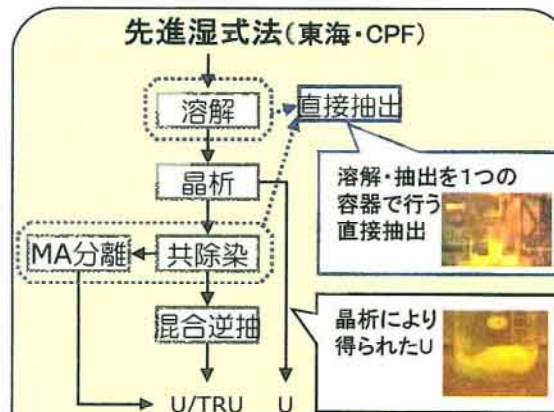 先進湿式法(東海・CPF)
溶解
直接抽出
晶析
溶解・抽出を1つの
容器で行う
直接抽出
MA分離
共除染
混合逆抽
晶析により
得られたU
U/TRU
U